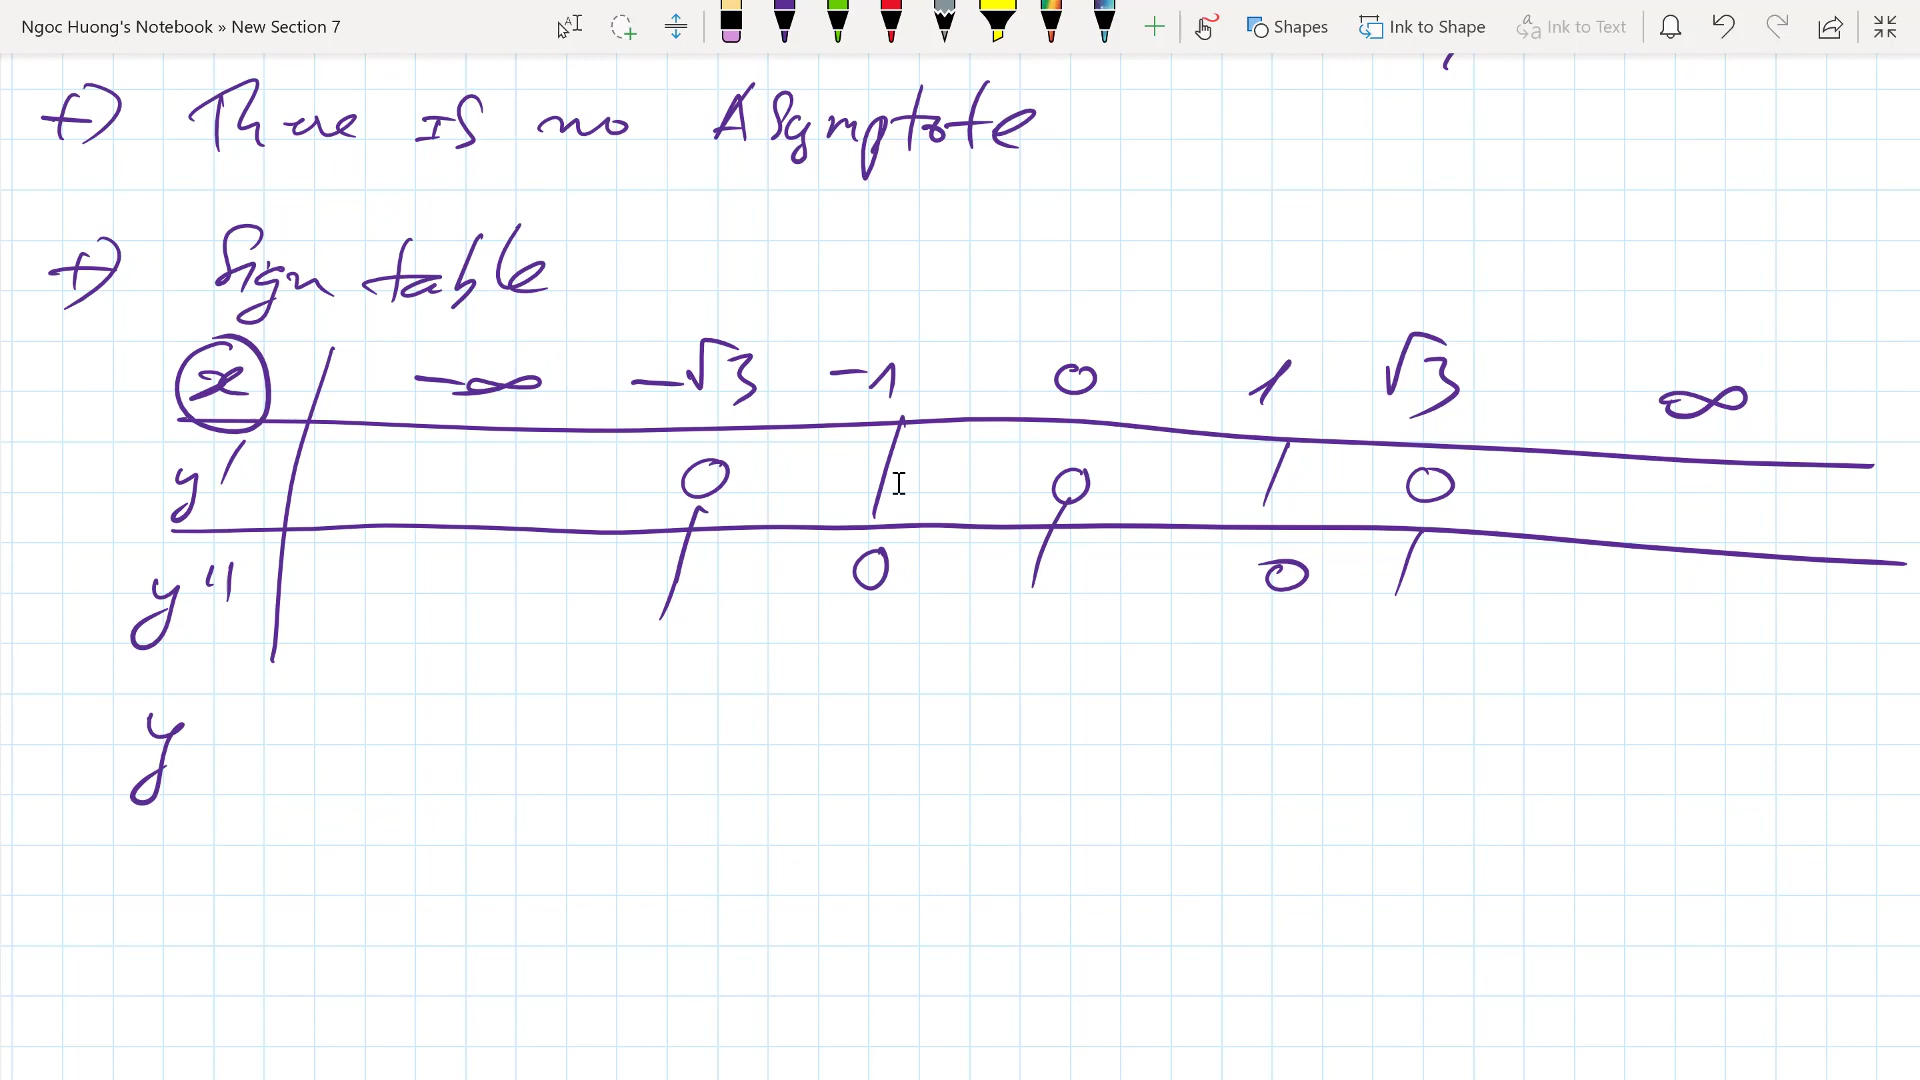 Ngoc Huong's Notebook » New Section 7
Shapes
Ink to Shape
Ink to Text
+) There is no Asymptote
+) Sign table
x -∞ -√3 -1 0 1 √3 ∞
y' 0 | 0 | 0
y" | 0 | 0 |
y